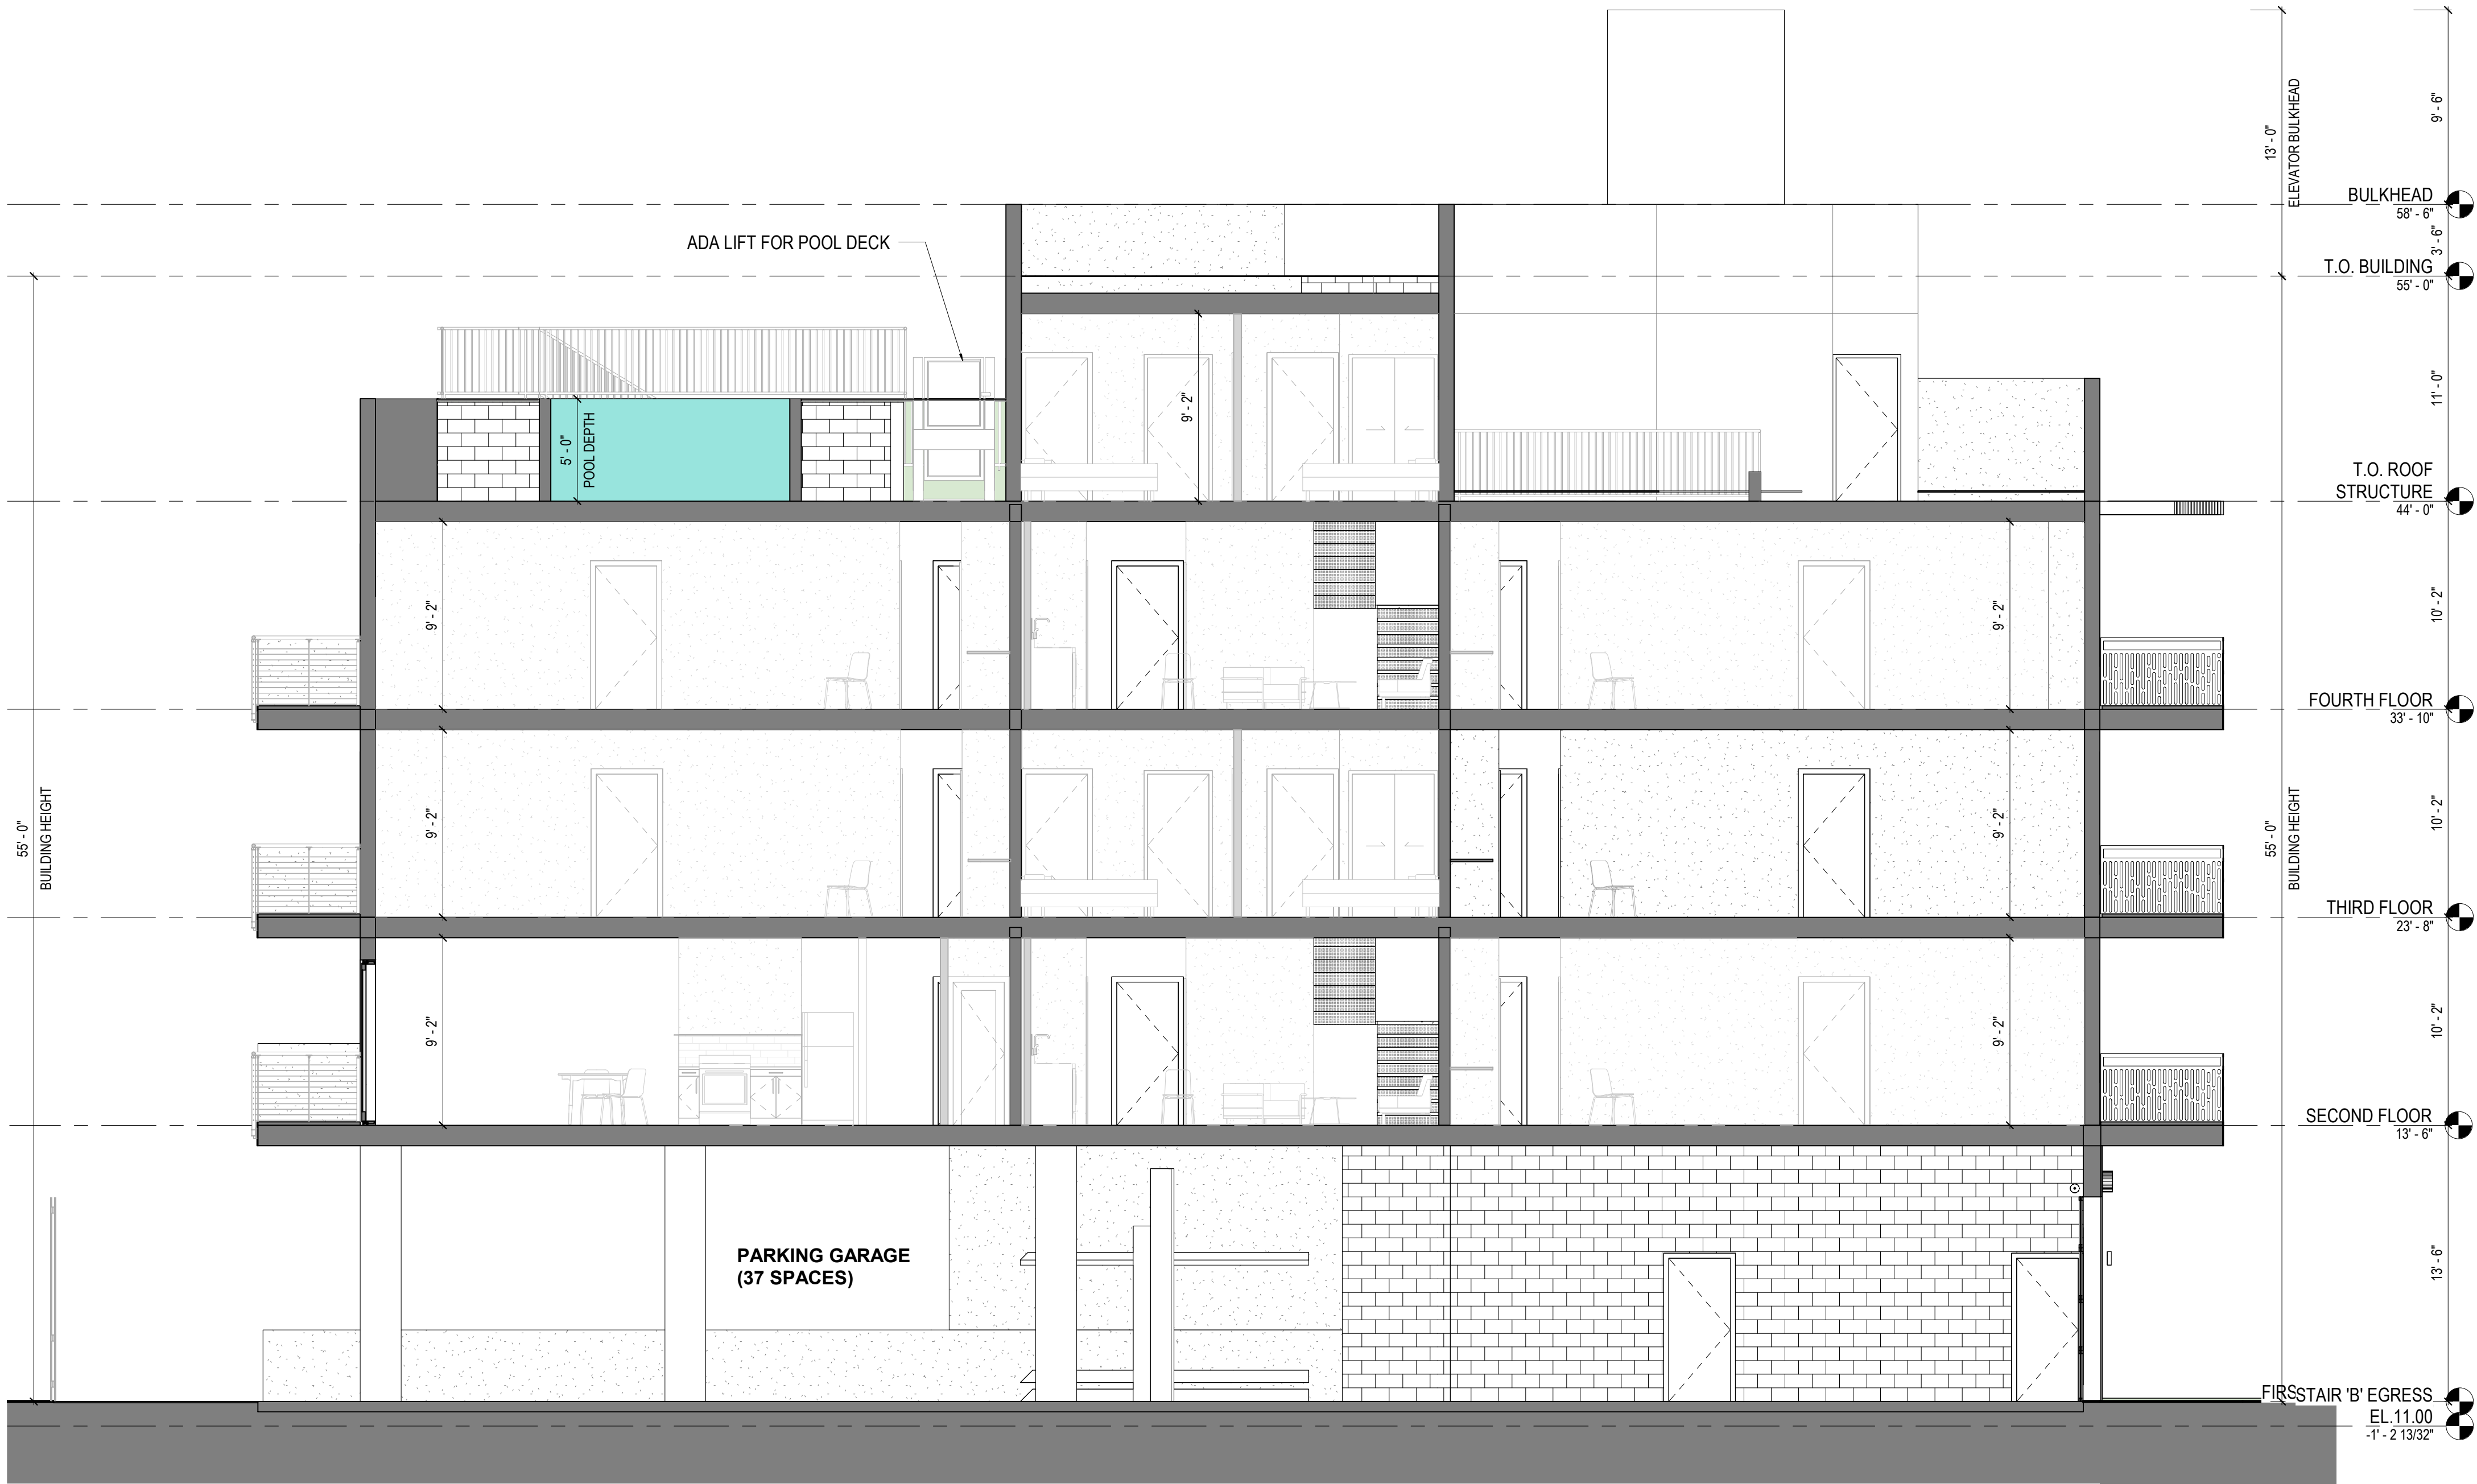 9' - 6"
13' - 0"
ELEVATOR BULKHEAD
BULKHEAD
58' - 6"
ADA LIFT FOR POOL DECK
3' - 6"
T.O. BUILDING
55' - 0"
11' - 0"
9' - 2"
5' - 0"
POOL DEPTH
T.O. ROOF
STRUCTURE
44' - 0"
9' - 2"
9' - 2"
10' - 2"
FOURTH FLOOR
33' - 10"
55' - 0"
BUILDING HEIGHT
9' - 2"
9' - 2"
55' - 0"
BUILDING HEIGHT
10' - 2"
THIRD FLOOR
23' - 8"
9' - 2"
9' - 2"
10' - 2"
SECOND FLOOR
13' - 6"
PARKING GARAGE
(37 SPACES)
13' - 6"
STAIR 'B' EGRESS
EL.11.00
-1' - 2 13/32"